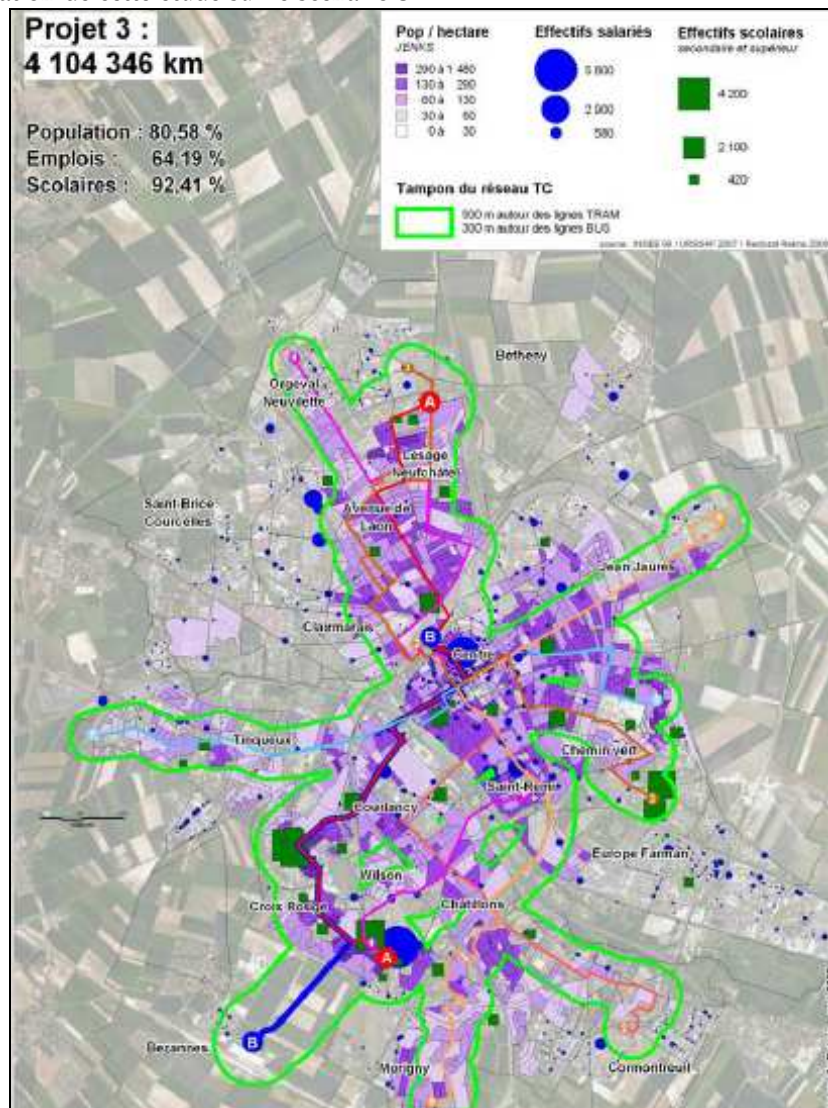 Projet 3 :
4 104 346 km
Population : 80,58 %
Emplois : 64,19 %
Scolaires : 92,41 %
Pop / hectare
JENKS
290 à 1 480
130 à 290
60 à 130
30 à 60
0 à 30
Effectifs salariés
5 800
2 900
580
Effectifs scolaires
secondaire et supérieur
4 200
2 100
420
Tampon du réseau TC
500 m autour des lignes TRAM
300 m autour des lignes BUS
Bétheny
Orgeval
Neuvillette
A
Lesage
Neufchâtel
Saint-Brice
Courcelles
Avenue de
Laon
Jean Jaurès
Clairmarais
B
Centre
Tinqueux
Chemin vert
Saint-Remi
Courlancy
Europe Farman
Wilson
Croix Rouge
Chatillons
A
B
Bezannes
Murigny
Cormontreuil